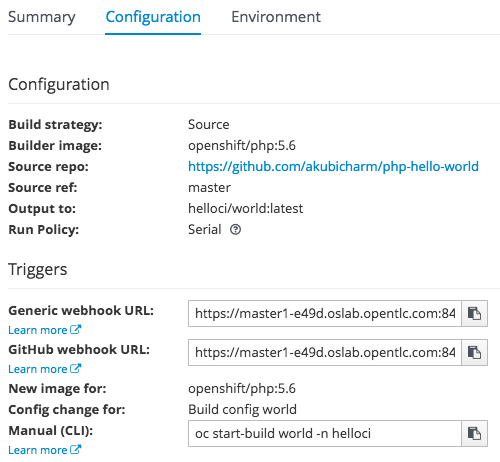 Summary Configuration Environment
Configuration
Build strategy: Source
Builder image: openshift/php:5.6
Source repo: https://github.com/akubicharm/php-hello-world
Source ref: master
Output to: helloci/world:latest
Run Policy: Serial
Triggers
Generic webhook URL: https://master1-e49d.oslab.opentlc.com:84
Learn more
GitHub webhook URL: https://master1-e49d.oslab.opentlc.com:84
Learn more
New image for: openshift/php:5.6
Config change for: Build config world
Manual (CLI): oc start-build world -n helloci
Learn more